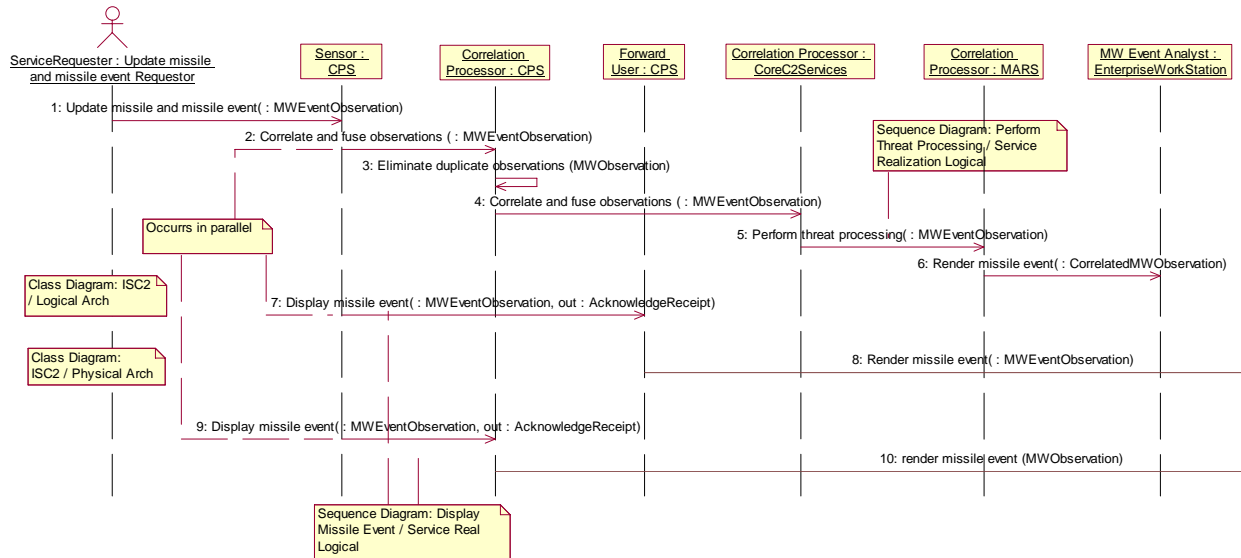 ServiceRequester : Update missile
and missile event Requestor
Sensor :
CPS
Correlation
Processor : CPS
Forward
User : CPS
Correlation Processor :
CoreC2Services
Correlation
Processor : MARS
MW Event Analyst :
EnterpriseWorkStation
1: Update missile and missile event( : MWEventObservation)
2: Correlate and fuse observations ( : MWEventObservation)
Sequence Diagram: Perform
Threat Processing / Service
Realization Logical
3: Eliminate duplicate observations (MWObservation)
4: Correlate and fuse observations ( : MWEventObservation)
Occurrs in parallel
5: Perform threat processing( : MWEventObservation)
6: Render missile event( : CorrelatedMWObservation)
Class Diagram: ISC2
/ Logical Arch
7: Display missile event( : MWEventObservation, out : AcknowledgeReceipt)
Class Diagram:
ISC2 / Physical Arch
8: Render missile event( : MWEventObservation)
9: Display missile event( : MWEventObservation, out : AcknowledgeReceipt)
10: render missile event (MWObservation)
Sequence Diagram: Display
Missile Event / Service Real
Logical